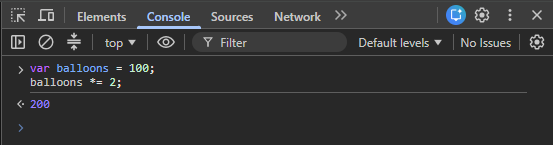 Elements Console Sources Network
top Filter Default levels No Issues
var balloons = 100;
balloons *= 2;
200